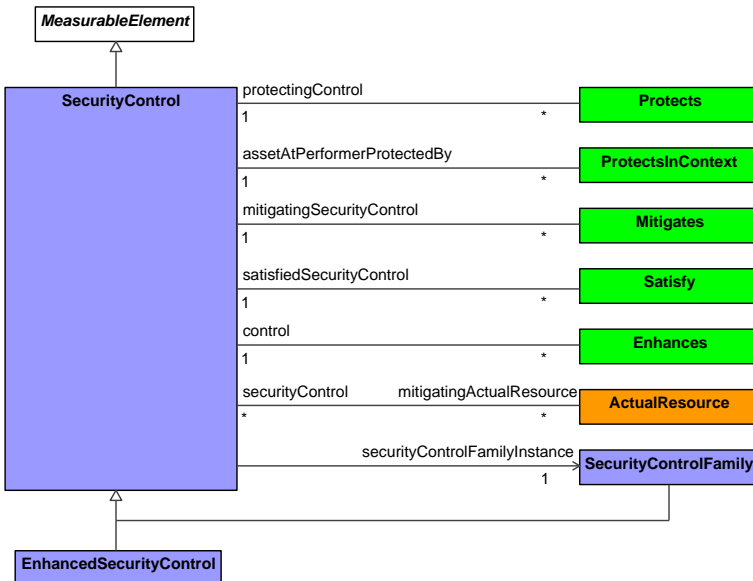 MeasurableElement
SecurityControl
protectingControl
1 *
Protects
assetAtPerformerProtectedBy
1 *
ProtectsInContext
mitigatingSecurityControl
1 *
Mitigates
satisfiedSecurityControl
1 *
Satisfy
control
1 *
Enhances
securityControl mitigatingActualResource
* *
ActualResource
securityControlFamilyInstance
1
SecurityControlFamily
EnhancedSecurityControl